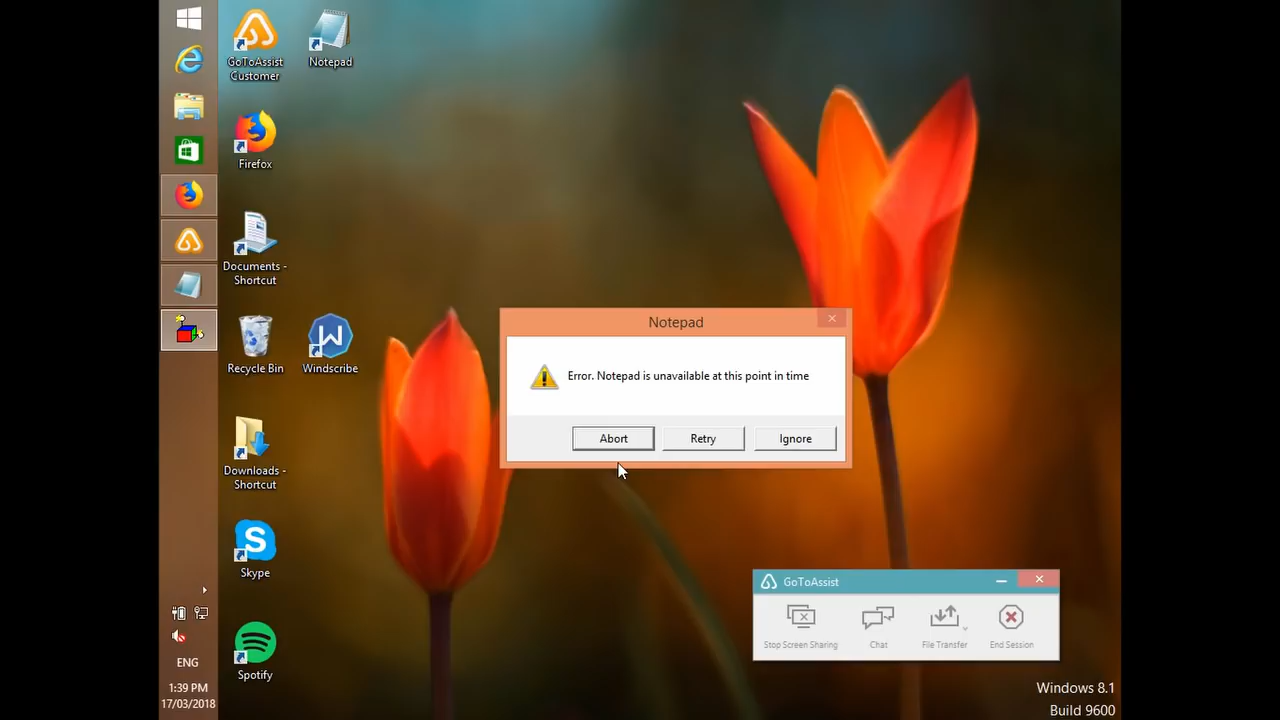 GoToAssist
Customer
Notepad
Firefox
Documents -
Shortcut
Recycle Bin
Windscribe
Downloads -
Shortcut
Skype
Spotify
ENG
1:39 PM
17/03/2018
Notepad
Error. Notepad is unavailable at this point in time
Abort
Retry
Ignore
GoToAssist
Stop Screen Sharing
Chat
File Transfer
End Session
Windows 8.1
Build 9600